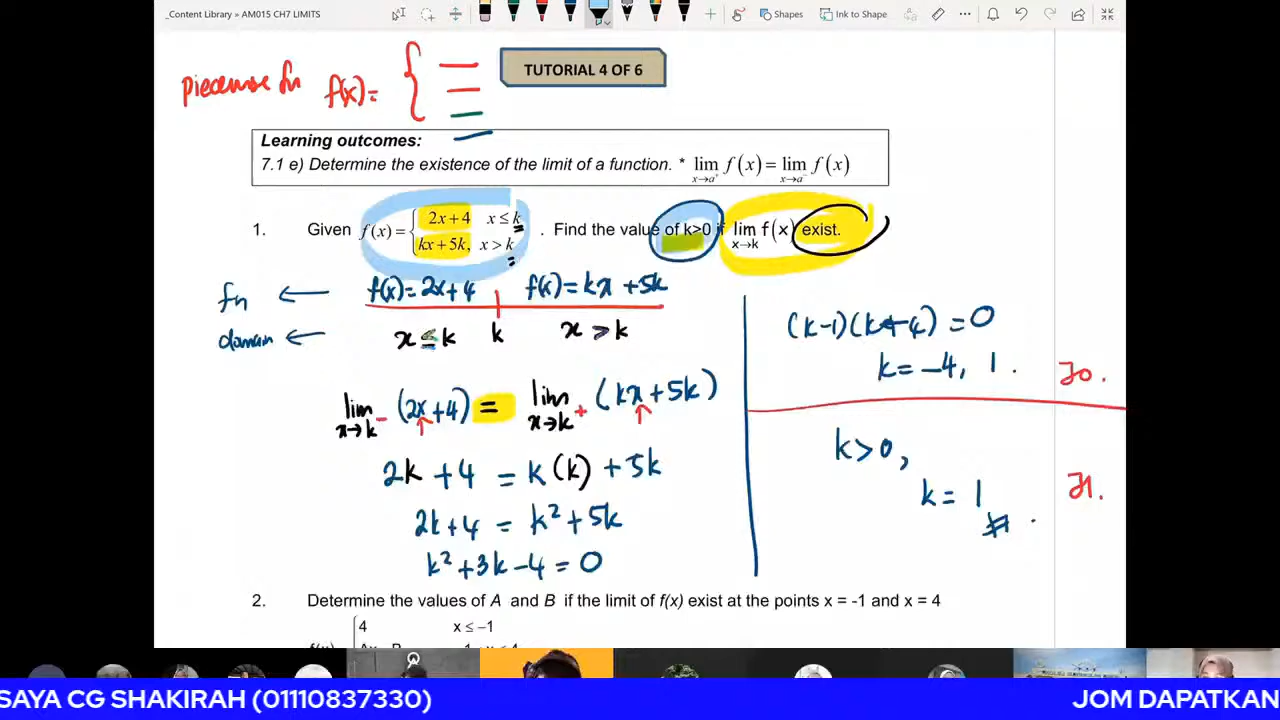 _Content Library » AM015 CH7 LIMITS
Shapes
Ink to Shape
piecewise fn f(x)= {
TUTORIAL 4 OF 6
Learning outcomes:
7.1 e) Determine the existence of the limit of a function. * lim x→a⁺ f(x) = lim x→a⁻ f(x)
1. Given f(x) = { 2x+4 x ≤ k
kx+5k, x > k . Find the value of k>0 if lim x→k f(x) exist.
fn ← f(x)=2x+4 f(x)=kx+5k
domain ← x ≤ k k x > k
lim x→k⁻ (2x+4) = lim x→k⁺ (kx+5k)
2k+4 = k(k)+5k
2k+4 = k²+5k
k²+3k-4=0
(k-1)(k+4)=0
k = -4, 1.
k>0,
k = 1
2. Determine the values of A and B if the limit of f(x) exist at the points x = -1 and x = 4
4 x ≤ -1
SAYA CG SHAKIRAH (01110837330)
JOM DAPATKAN